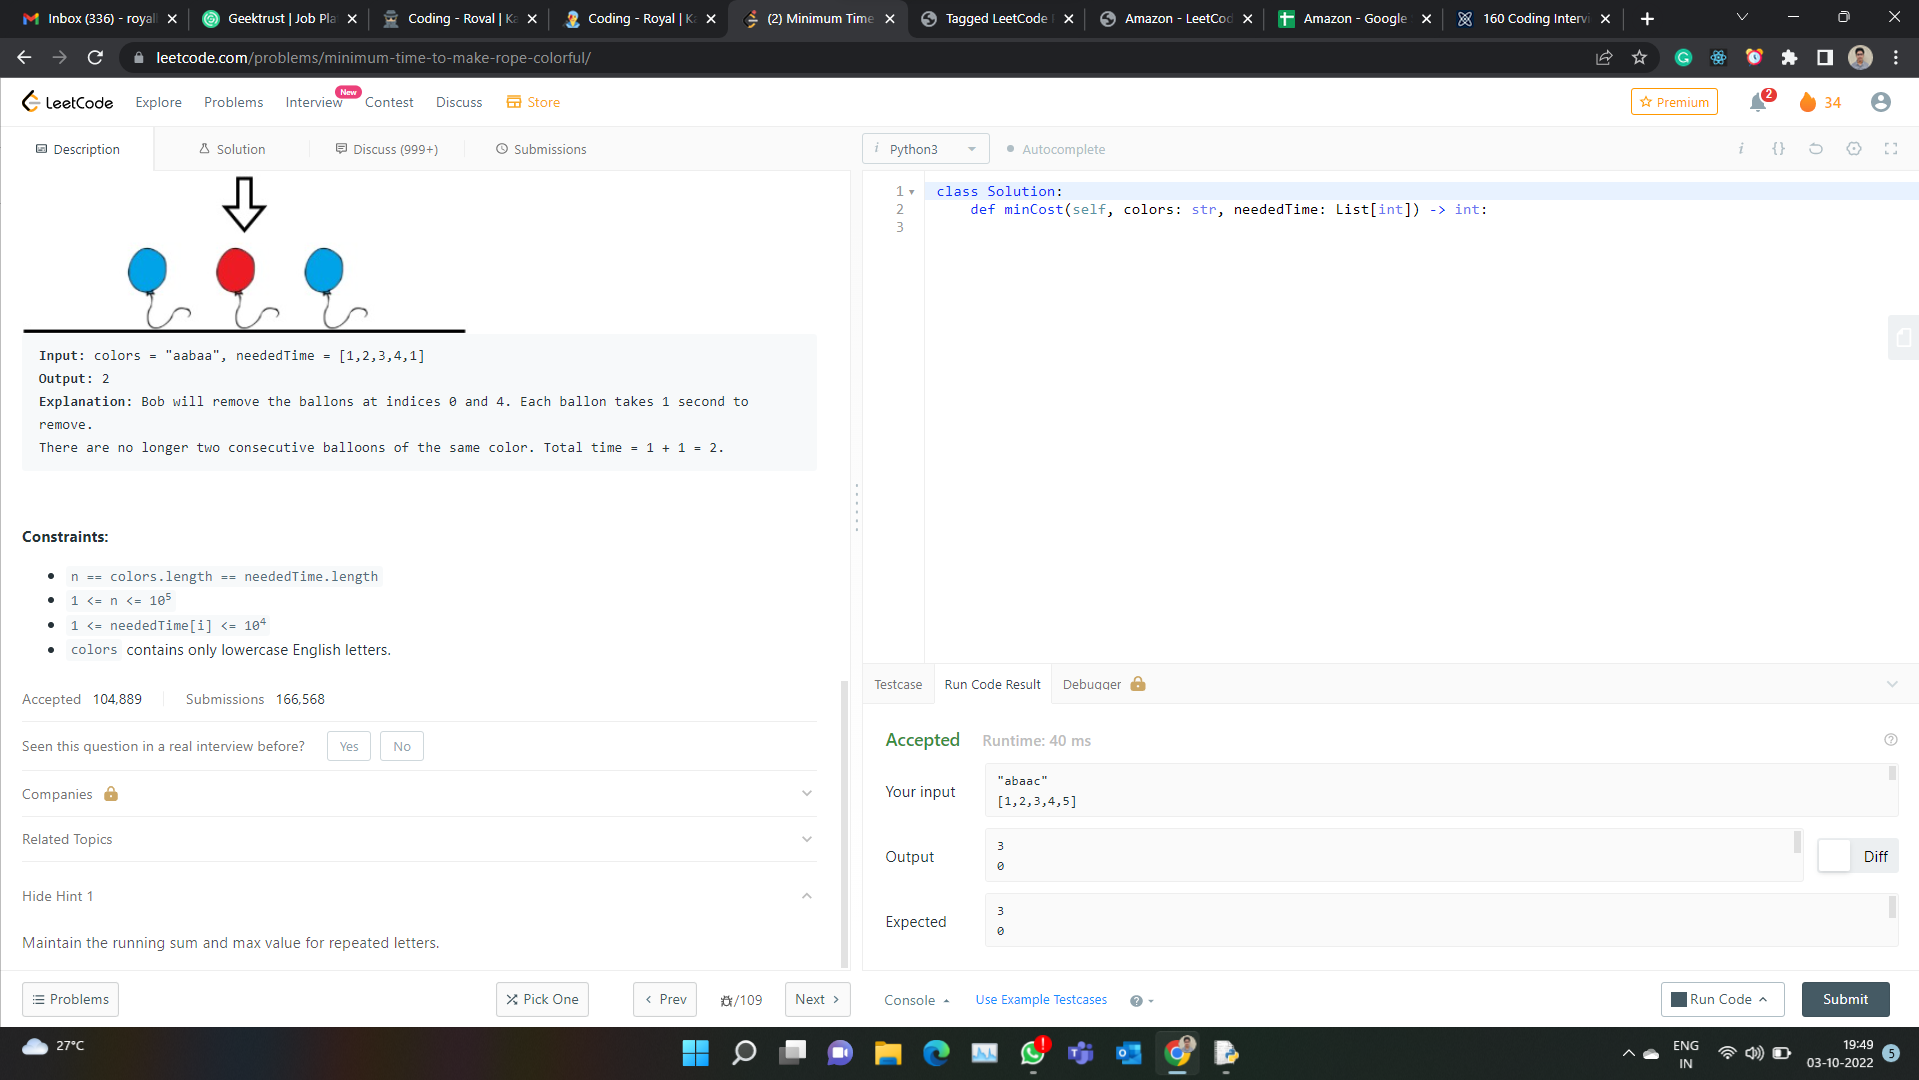 Inbox (336) - royall
Geektrust | Job Pla
Coding - Royal | Ka
Coding - Royal | Ka
(2) Minimum Time
Tagged LeetCode
Amazon - LeetCod
Amazon - Google
160 Coding Intervi
leetcode.com/problems/minimum-time-to-make-rope-colorful/
LeetCode
Explore
Problems
Interview
New
Contest
Discuss
Store
Premium
2
34
Description
Solution
Discuss (999+)
Submissions
Python3
Autocomplete
Input: colors = "aabaa", neededTime = [1,2,3,4,1]
Output: 2
Explanation: Bob will remove the ballons at indices 0 and 4. Each ballon takes 1 second to
remove.
There are no longer two consecutive balloons of the same color. Total time = 1 + 1 = 2.
Constraints:
n == colors.length == neededTime.length
1 <= n <= 10⁵
1 <= neededTime[i] <= 10⁴
colors contains only lowercase English letters.
Accepted 104,889
Submissions 166,568
Seen this question in a real interview before?
Yes
No
Companies
Related Topics
Hide Hint 1
Maintain the running sum and max value for repeated letters.
Problems
Pick One
Prev
/109
Next
1 class Solution:
2 def minCost(self, colors: str, neededTime: List[int]) -> int:
3
Testcase
Run Code Result
Debugger
Accepted
Runtime: 40 ms
Your input
"abaac"
[1,2,3,4,5]
Output
3
0
Diff
Expected
3
0
Console
Use Example Testcases
Run Code
Submit
27°C
ENG
IN
19:49
03-10-2022
5